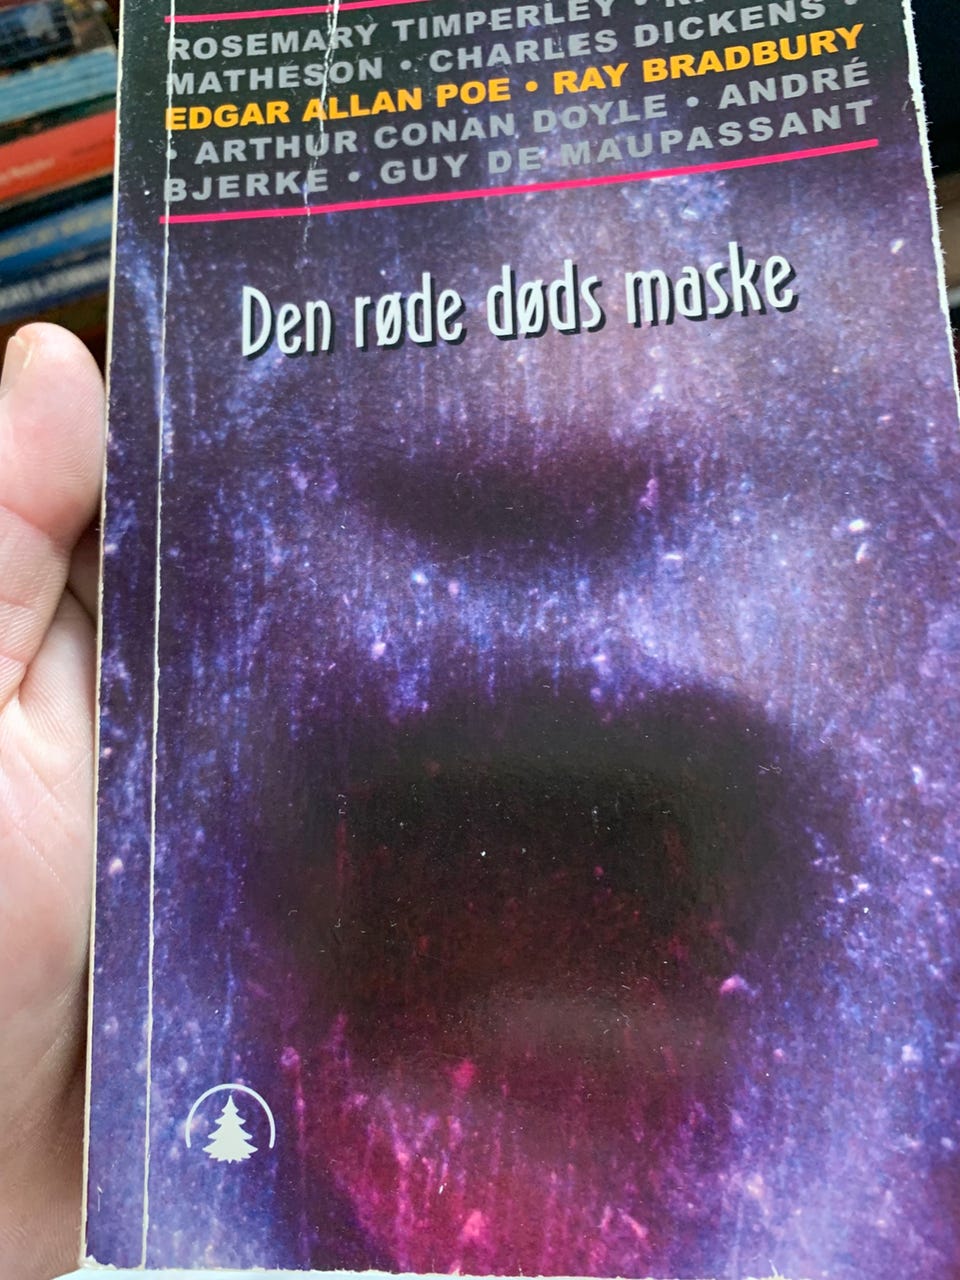 ROSEMARY TIMPERLEY •
MATHESON • CHARLES DICKENS •
EDGAR ALLAN POE • RAY BRADBURY
• ARTHUR CONAN DOYLE • ANDRÉ
BJERKE • GUY DE MAUPASSANT
Den røde døds maske